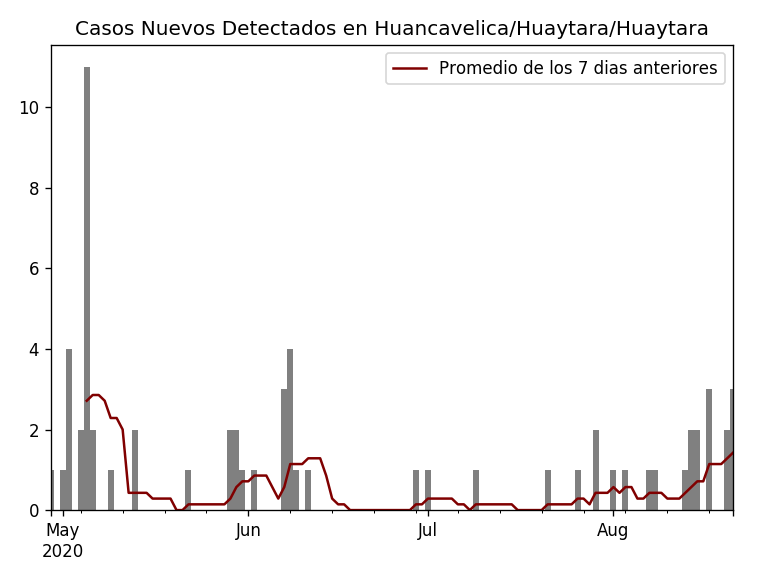 Casos Nuevos Detectados en Huancavelica/Huaytara/Huaytara
Promedio de los 7 dias anteriores
10
8
6
4
2
0
May Jun Jul Aug
2020